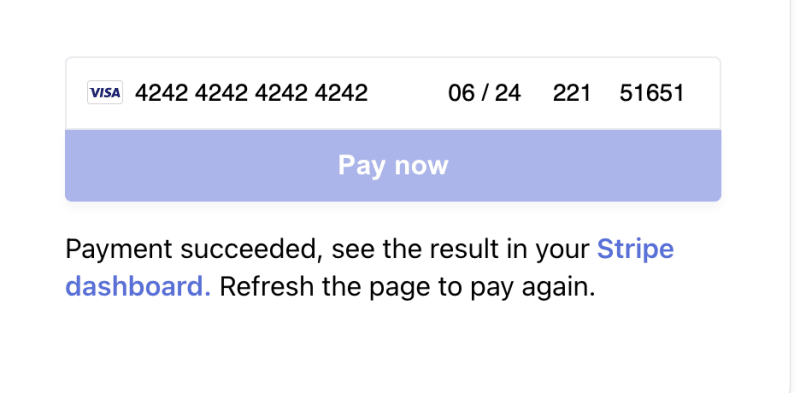 VISA 4242 4242 4242 4242 06 / 24 221 51651
Pay now
Payment succeeded, see the result in your Stripe
dashboard. Refresh the page to pay again.